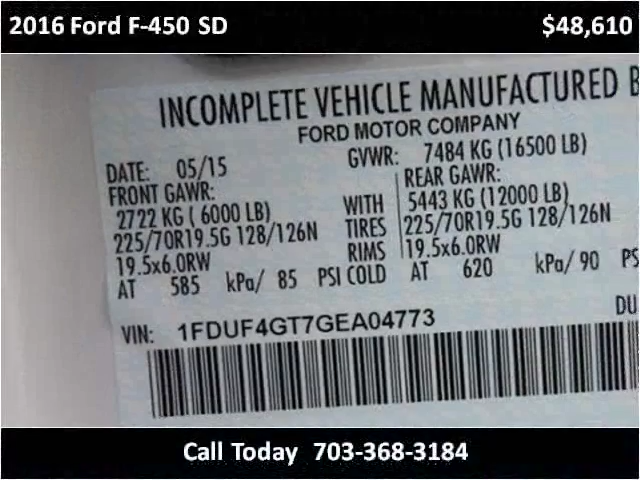 2016 Ford F-450 SD $48,610
INCOMPLETE VEHICLE MANUFACTURED B
FORD MOTOR COMPANY
DATE: 05/15 GVWR: 7484 KG (16500 LB)
FRONT GAWR: REAR GAWR:
2722 KG ( 6000 LB) WITH 5443 KG (12000 LB)
225/70R19.5G 128/126N TIRES 225/70R19.5G 128/126N
19.5x6.0RW RIMS 19.5x6.0RW
AT 585 kPa/ 85 PSI COLD AT 620 kPa/ 90 PS
DU
VIN: 1FDUF4GT7GEA04773
Call Today 703-368-3184